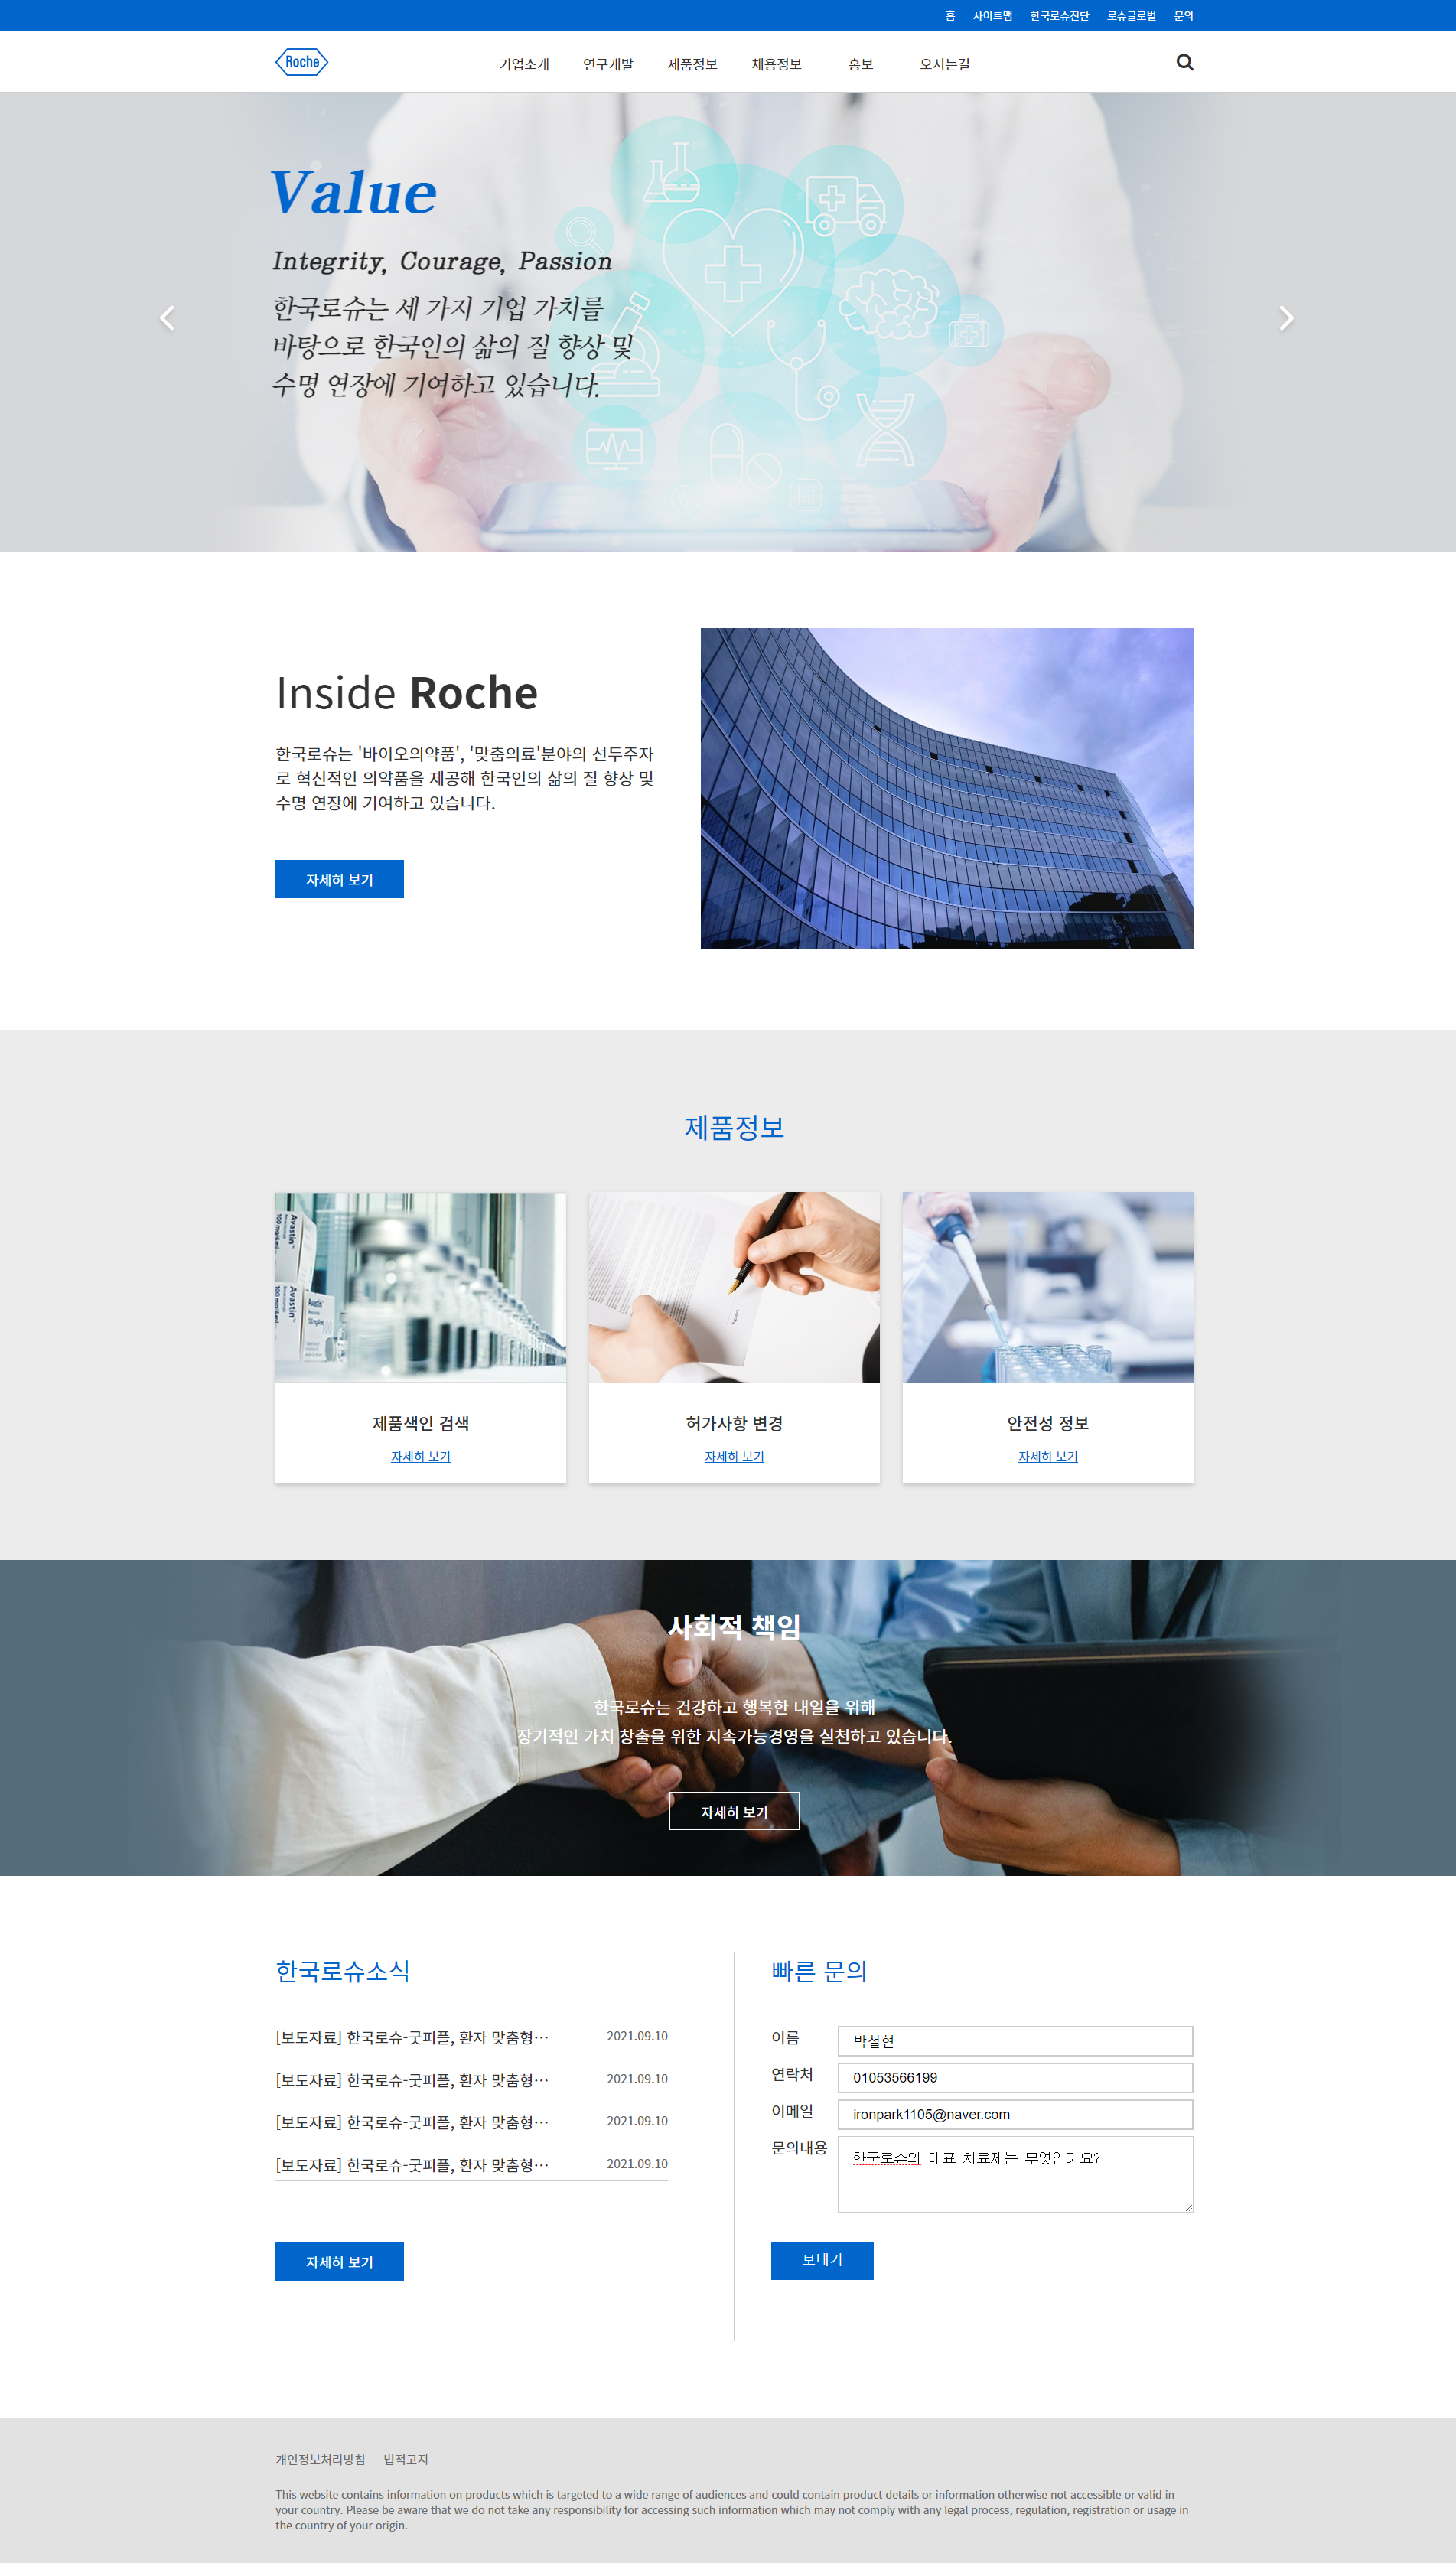 홈 사이트맵 한국로슈진단 로슈글로벌 문의
Roche 기업소개 연구개발 제품정보 채용정보 홍보 오시는길
Value
Integrity, Courage, Passion
한국로슈는 세 가지 기업 가치를
바탕으로 한국인의 삶의 질 향상 및
수명 연장에 기여하고 있습니다.
Inside Roche
한국로슈는 '바이오의약품', '맞춤의료'분야의 선두주자
로 혁신적인 의약품을 제공해 한국인의 삶의 질 향상 및
수명 연장에 기여하고 있습니다.
자세히 보기
제품정보
Avastin
Avastin
Avastin
제품색인 검색
자세히 보기
허가사항 변경
자세히 보기
안전성 정보
자세히 보기
사회적 책임
한국로슈는 건강하고 행복한 내일을 위해
장기적인 가치 창출을 위한 지속가능경영을 실천하고 있습니다.
자세히 보기
한국로슈소식
[보도자료] 한국로슈-굿피플, 환자 맞춤형… 2021.09.10
[보도자료] 한국로슈-굿피플, 환자 맞춤형… 2021.09.10
[보도자료] 한국로슈-굿피플, 환자 맞춤형… 2021.09.10
[보도자료] 한국로슈-굿피플, 환자 맞춤형… 2021.09.10
자세히 보기
빠른 문의
이름 박철현
연락처 01053566199
이메일 ironpark1105@naver.com
문의내용 한국로슈의 대표 치료제는 무엇인가요?
보내기
개인정보처리방침 법적고지
This website contains information on products which is targeted to a wide range of audiences and could contain product details or information otherwise not accessible or valid in
your country. Please be aware that we do not take any responsibility for accessing such information which may not comply with any legal process, regulation, registration or usage in
the country of your origin.